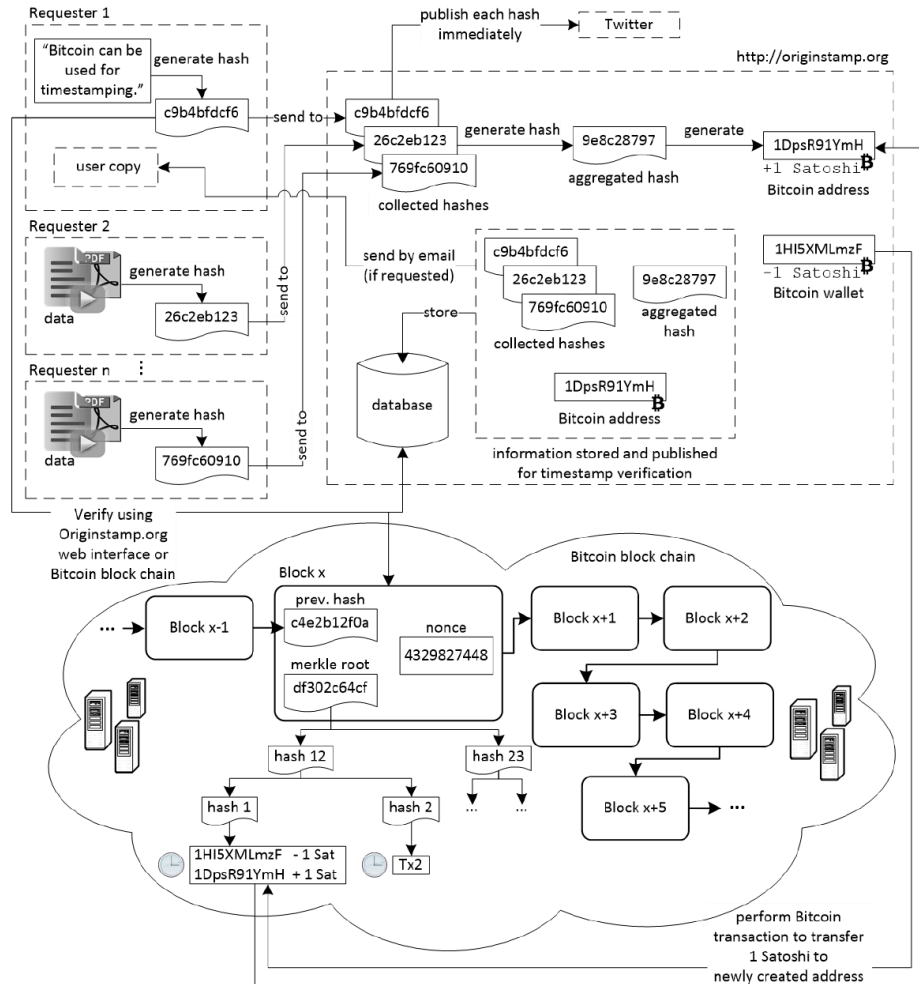 Requester 1
"Bitcoin can be
used for
timestamping."
generate hash
c9b4bfdcf6
user copy
Requester 2
PDF
generate hash
data
26c2eb123
Requester n
PDF
generate hash
data
769fc60910
publish each hash
immediately
Twitter
http://originstamp.org
send to
send to
send to
c9b4bfdcf6
26c2eb123
769fc60910
collected hashes
generate hash
9e8c28797
aggregated hash
generate
1DpsR91YmH
+1 Satoshi
Bitcoin address
1HI5XMLmzF
-1 Satoshi
Bitcoin wallet
send by email
(if requested)
store
database
c9b4bfdcf6
26c2eb123
769fc60910
collected hashes
9e8c28797
aggregated
hash
1DpsR91YmH
Bitcoin address
information stored and published
for timestamp verification
Verify using
Originstamp.org
web interface or
Bitcoin block chain
Bitcoin block chain
... Block x-1
Block x
prev. hash
c4e2b12f0a
merkle root
df302c64cf
nonce
4329827448
Block x+1
Block x+2
Block x+3
Block x+4
Block x+5 ...
hash 12
hash 23
hash 1
hash 2
... ...
1HI5XMLmzF - 1 Sat
1DpsR91YmH + 1 Sat
Tx2
perform Bitcoin
transaction to transfer
1 Satoshi to
newly created address